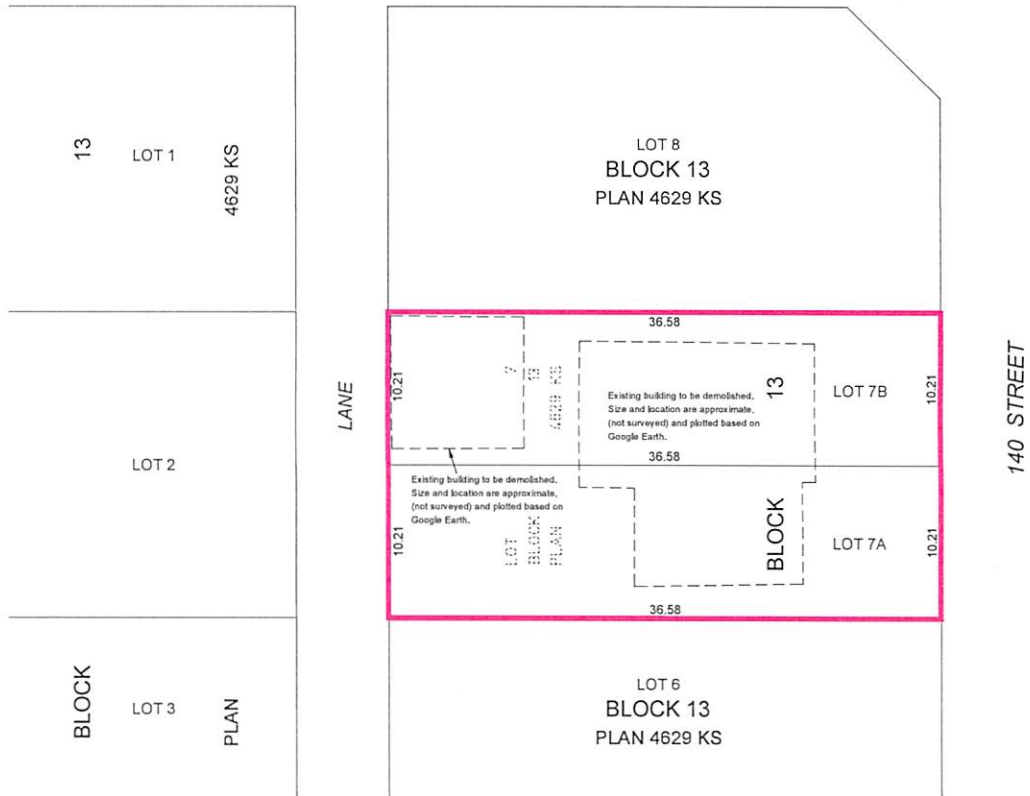 13
LOT 1
4629 KS
LOT 8
BLOCK 13
PLAN 4629 KS
LANE
140 STREET
LOT 2
36.58
10.21
7
13
4629 KS
Existing building to be demolished.
Size and location are approximate,
(not surveyed) and plotted based on
Google Earth.
13
LOT 7B
10.21
36.58
Existing building to be demolished.
Size and location are approximate,
(not surveyed) and plotted based on
Google Earth.
10.21
LOT
BLOCK
PLAN
BLOCK
LOT 7A
10.21
36.58
BLOCK
LOT 3
PLAN
LOT 6
BLOCK 13
PLAN 4629 KS